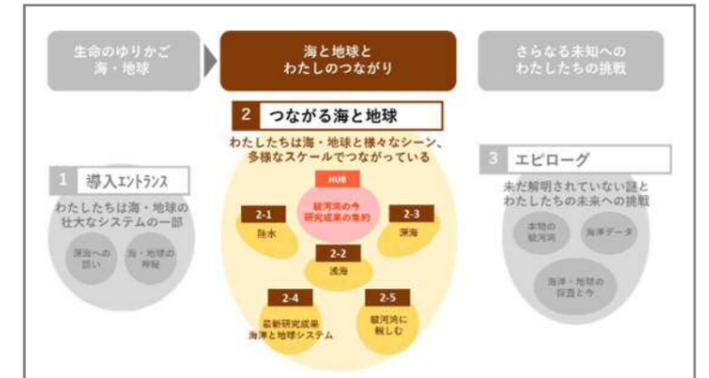 生命のゆりかご
海・地球
海と地球と
わたしのつながり
さらなる未知への
わたしたちの挑戦
2 つながる海と地球
わたしたちは海・地球と様々なシーン、
多様なスケールでつながっている
1 導入エントランス
わたしたちは海・地球の
壮大なシステムの一部
深海への
誘い
海・地球の
神秘
HUB
駿河湾の今
研究成果の集約
2-1
陸水
2-2
浅海
2-3
深海
2-4
最新研究成果
海洋と地球システム
2-5
駿河湾に
親しむ
3 エピローグ
未だ解明されていない謎と
わたしたちの未来への挑戦
本物の
駿河湾
海洋データ
海洋・地球の
探査と今